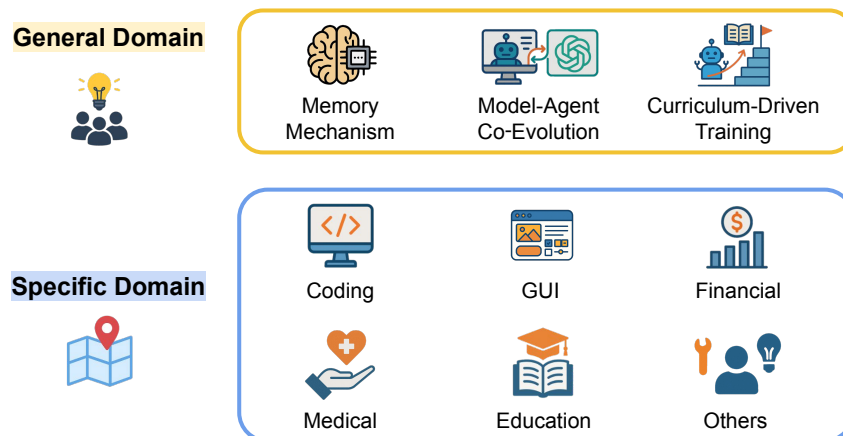 General Domain
Memory
Mechanism
Model-Agent
Co-Evolution
Curriculum-Driven
Training
Specific Domain
</>
Coding
GUI
$
Financial
Medical
Education
Others